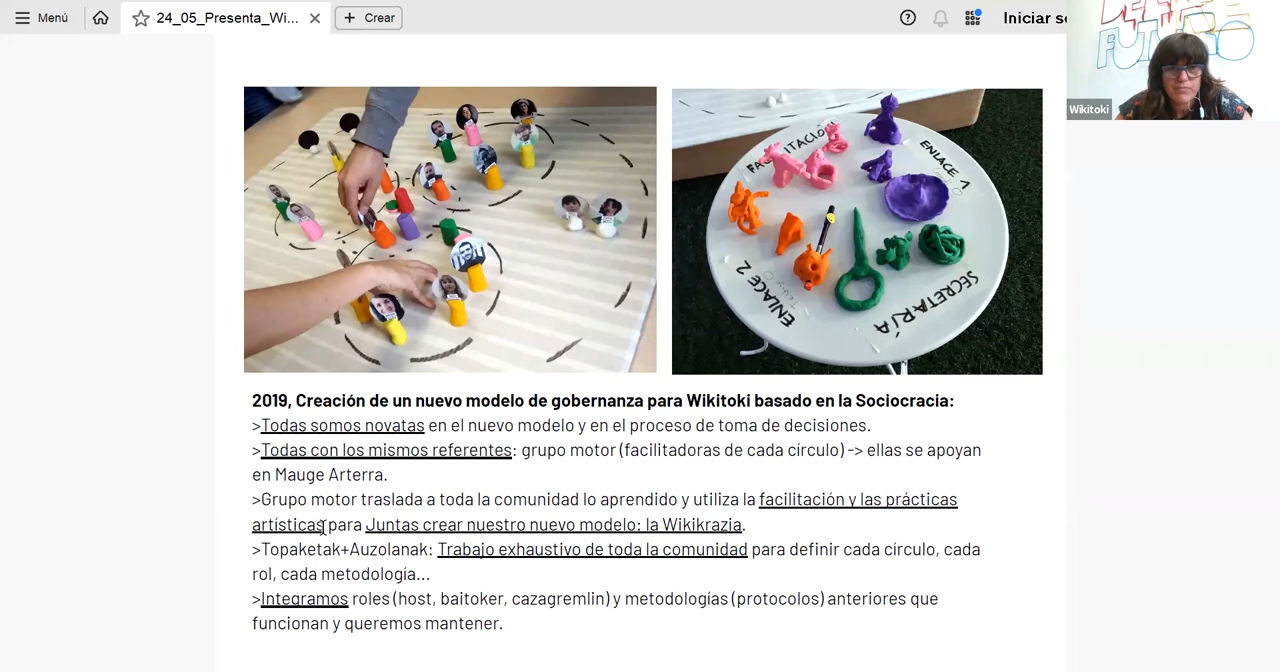 Menú
24_05_Presenta_Wi...
Crear
Iniciar se
FUTURO
Wikitoki
FACILITACIÓN
ENLACE 1
ENLACE 2
SECRETARÍA
2019, Creación de un nuevo modelo de gobernanza para Wikitoki basado en la Sociocracia:
>Todas somos novatas en el nuevo modelo y en el proceso de toma de decisiones.
>Todas con los mismos referentes: grupo motor (facilitadoras de cada círculo) -> ellas se apoyan
en Mauge Arterra.
>Grupo motor traslada a toda la comunidad lo aprendido y utiliza la facilitación y las prácticas
artísticas para Juntas crear nuestro nuevo modelo: la Wikikrazia.
>Topaketak+Auzolanak: Trabajo exhaustivo de toda la comunidad para definir cada círculo, cada
rol, cada metodología...
>Integramos roles (host, baitoker, cazagremlin) y metodologías (protocolos) anteriores que
funcionan y queremos mantener.